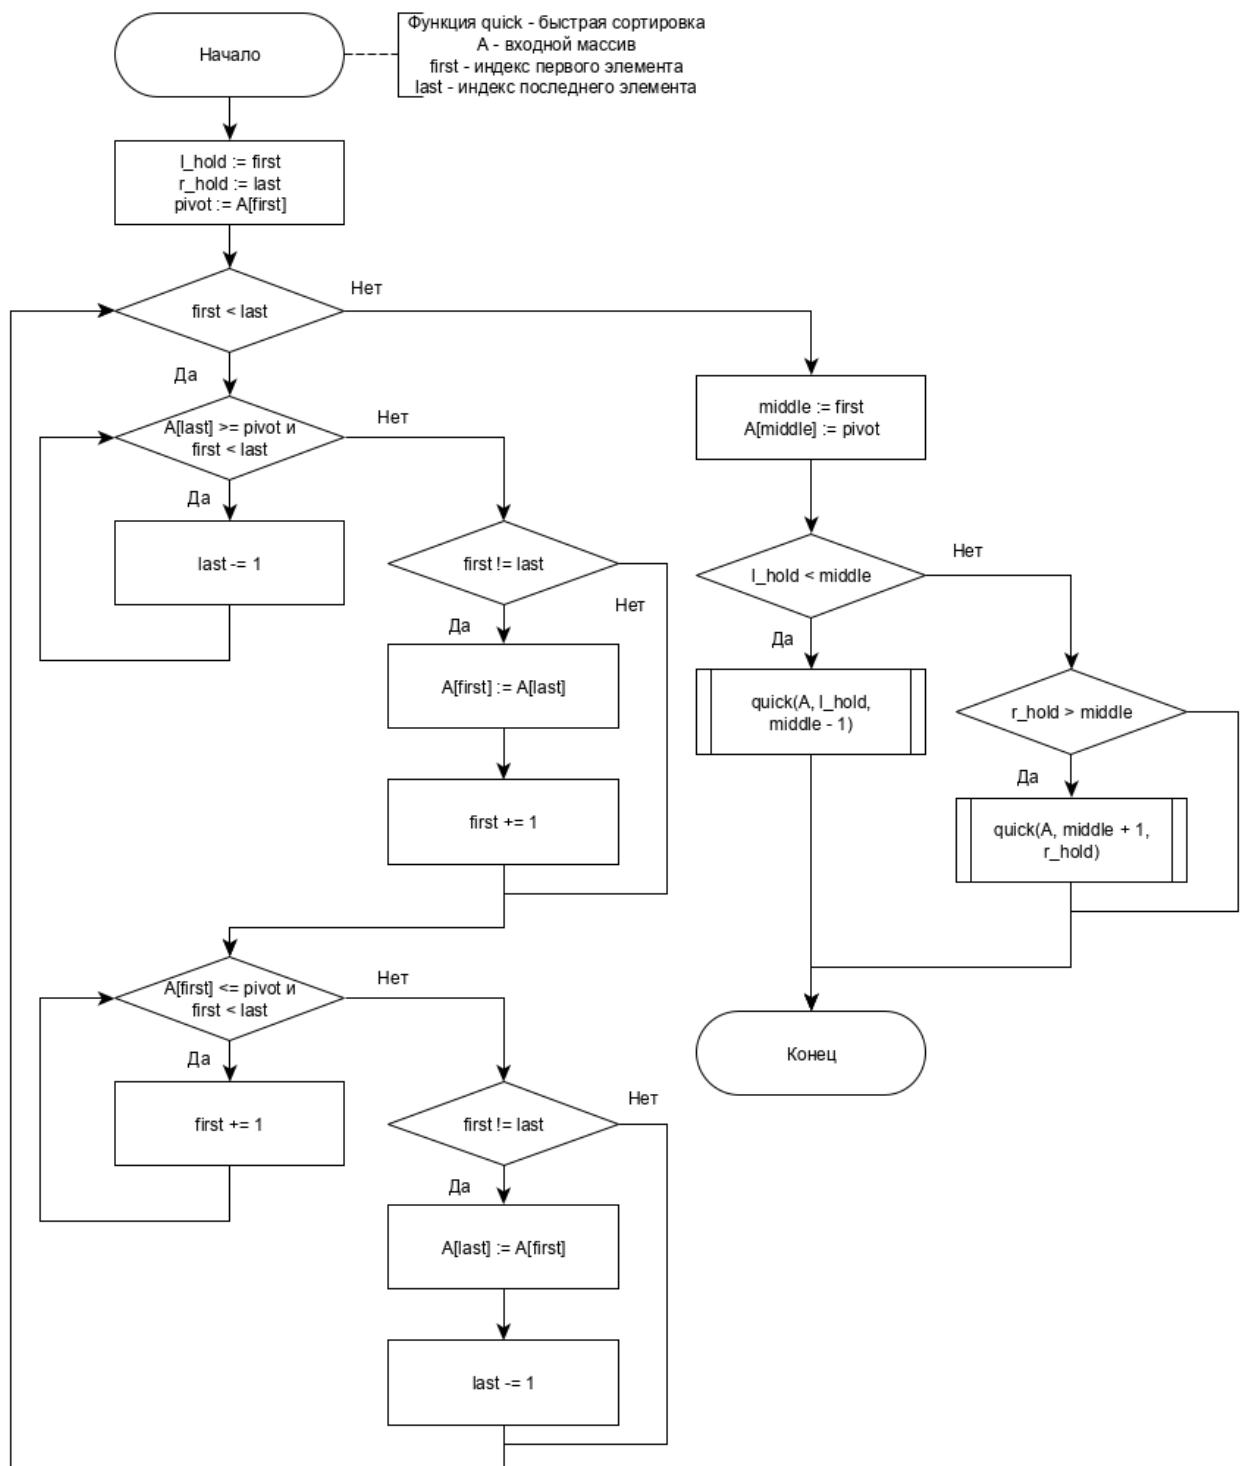 Начало
Функция quick - быстрая сортировка
A - входной массив
first - индекс первого элемента
last - индекс последнего элемента
l_hold := first
r_hold := last
pivot := A[first]
first < last
Нет
Да
A[last] >= pivot и
first < last
Нет
Да
last -= 1
first != last
Нет
Да
A[first] := A[last]
first += 1
A[first] <= pivot и
first < last
Нет
Да
first += 1
first != last
Нет
Да
A[last] := A[first]
last -= 1
middle := first
A[middle] := pivot
l_hold < middle
Нет
Да
quick(A, l_hold,
middle - 1)
r_hold > middle
Да
quick(A, middle + 1,
r_hold)
Конец